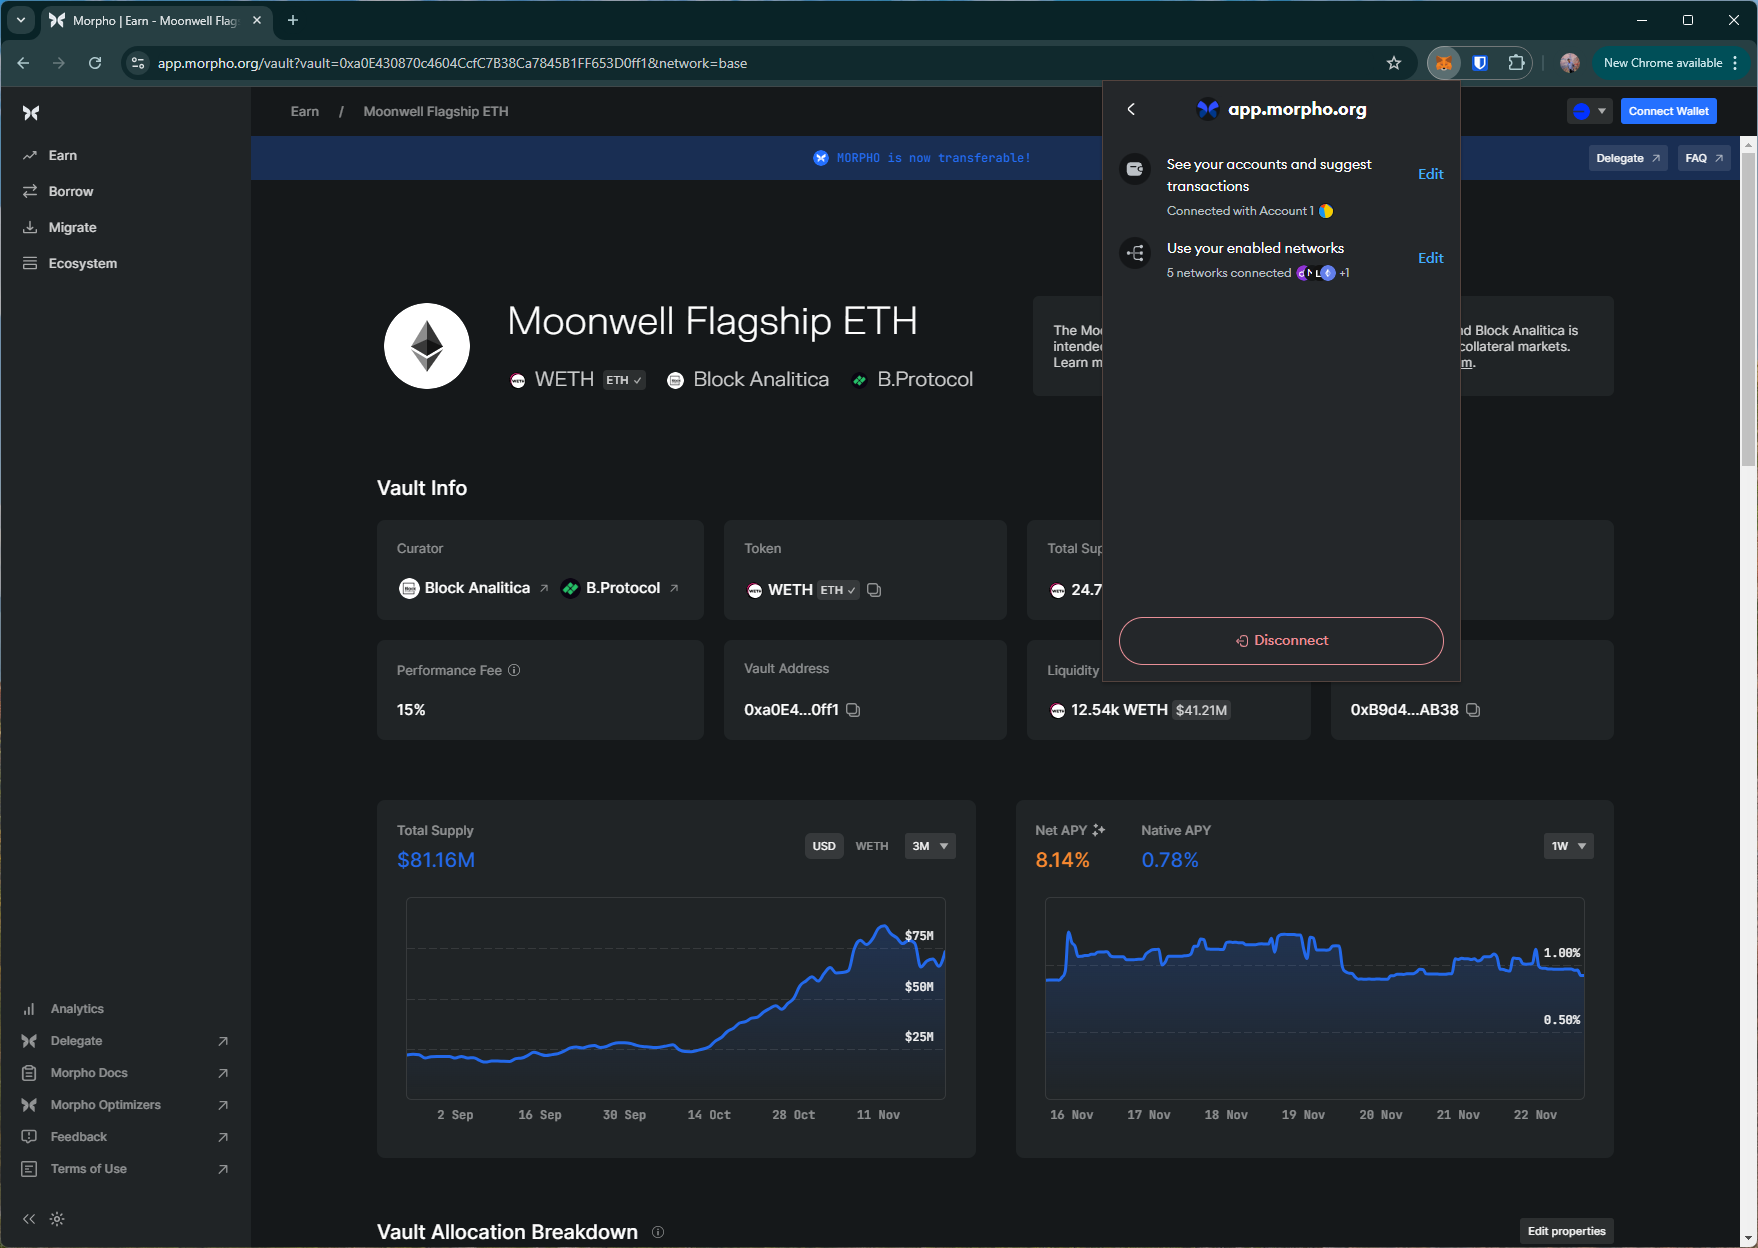 Morpho | Earn - Moonwell Flag
app.morpho.org/vault?vault=0xa0E430870c4604CcfC7B38Ca7845B1FF653D0ff1&network=base
New Chrome available
Earn / Moonwell Flagship ETH
Connect Wallet
MORPHO is now transferable!
Delegate
FAQ
Earn
Borrow
Migrate
Ecosystem
app.morpho.org
See your accounts and suggest
transactions
Edit
Connected with Account 1
Use your enabled networks
Edit
5 networks connected +1
Disconnect
Moonwell Flagship ETH
WETH ETH ✓ Block Analitica B.Protocol
The Moo
nd Block Analitica is
intended
collateral markets.
Learn m
m.
Vault Info
Curator
Block Analitica B.Protocol
Token
WETH ETH ✓
Total Sup
24.7
Performance Fee
15%
Vault Address
0xa0E4...0ff1
Liquidity
12.54k WETH $41.21M
0xB9d4...AB38
Total Supply
$81.16M
USD WETH 3M
$75M
$50M
$25M
2 Sep 16 Sep 30 Sep 14 Oct 28 Oct 11 Nov
Net APY Native APY
8.14% 0.78%
1W
1.00%
0.50%
16 Nov 17 Nov 18 Nov 19 Nov 20 Nov 21 Nov 22 Nov
Analytics
Delegate
Morpho Docs
Morpho Optimizers
Feedback
Terms of Use
Vault Allocation Breakdown
Edit properties